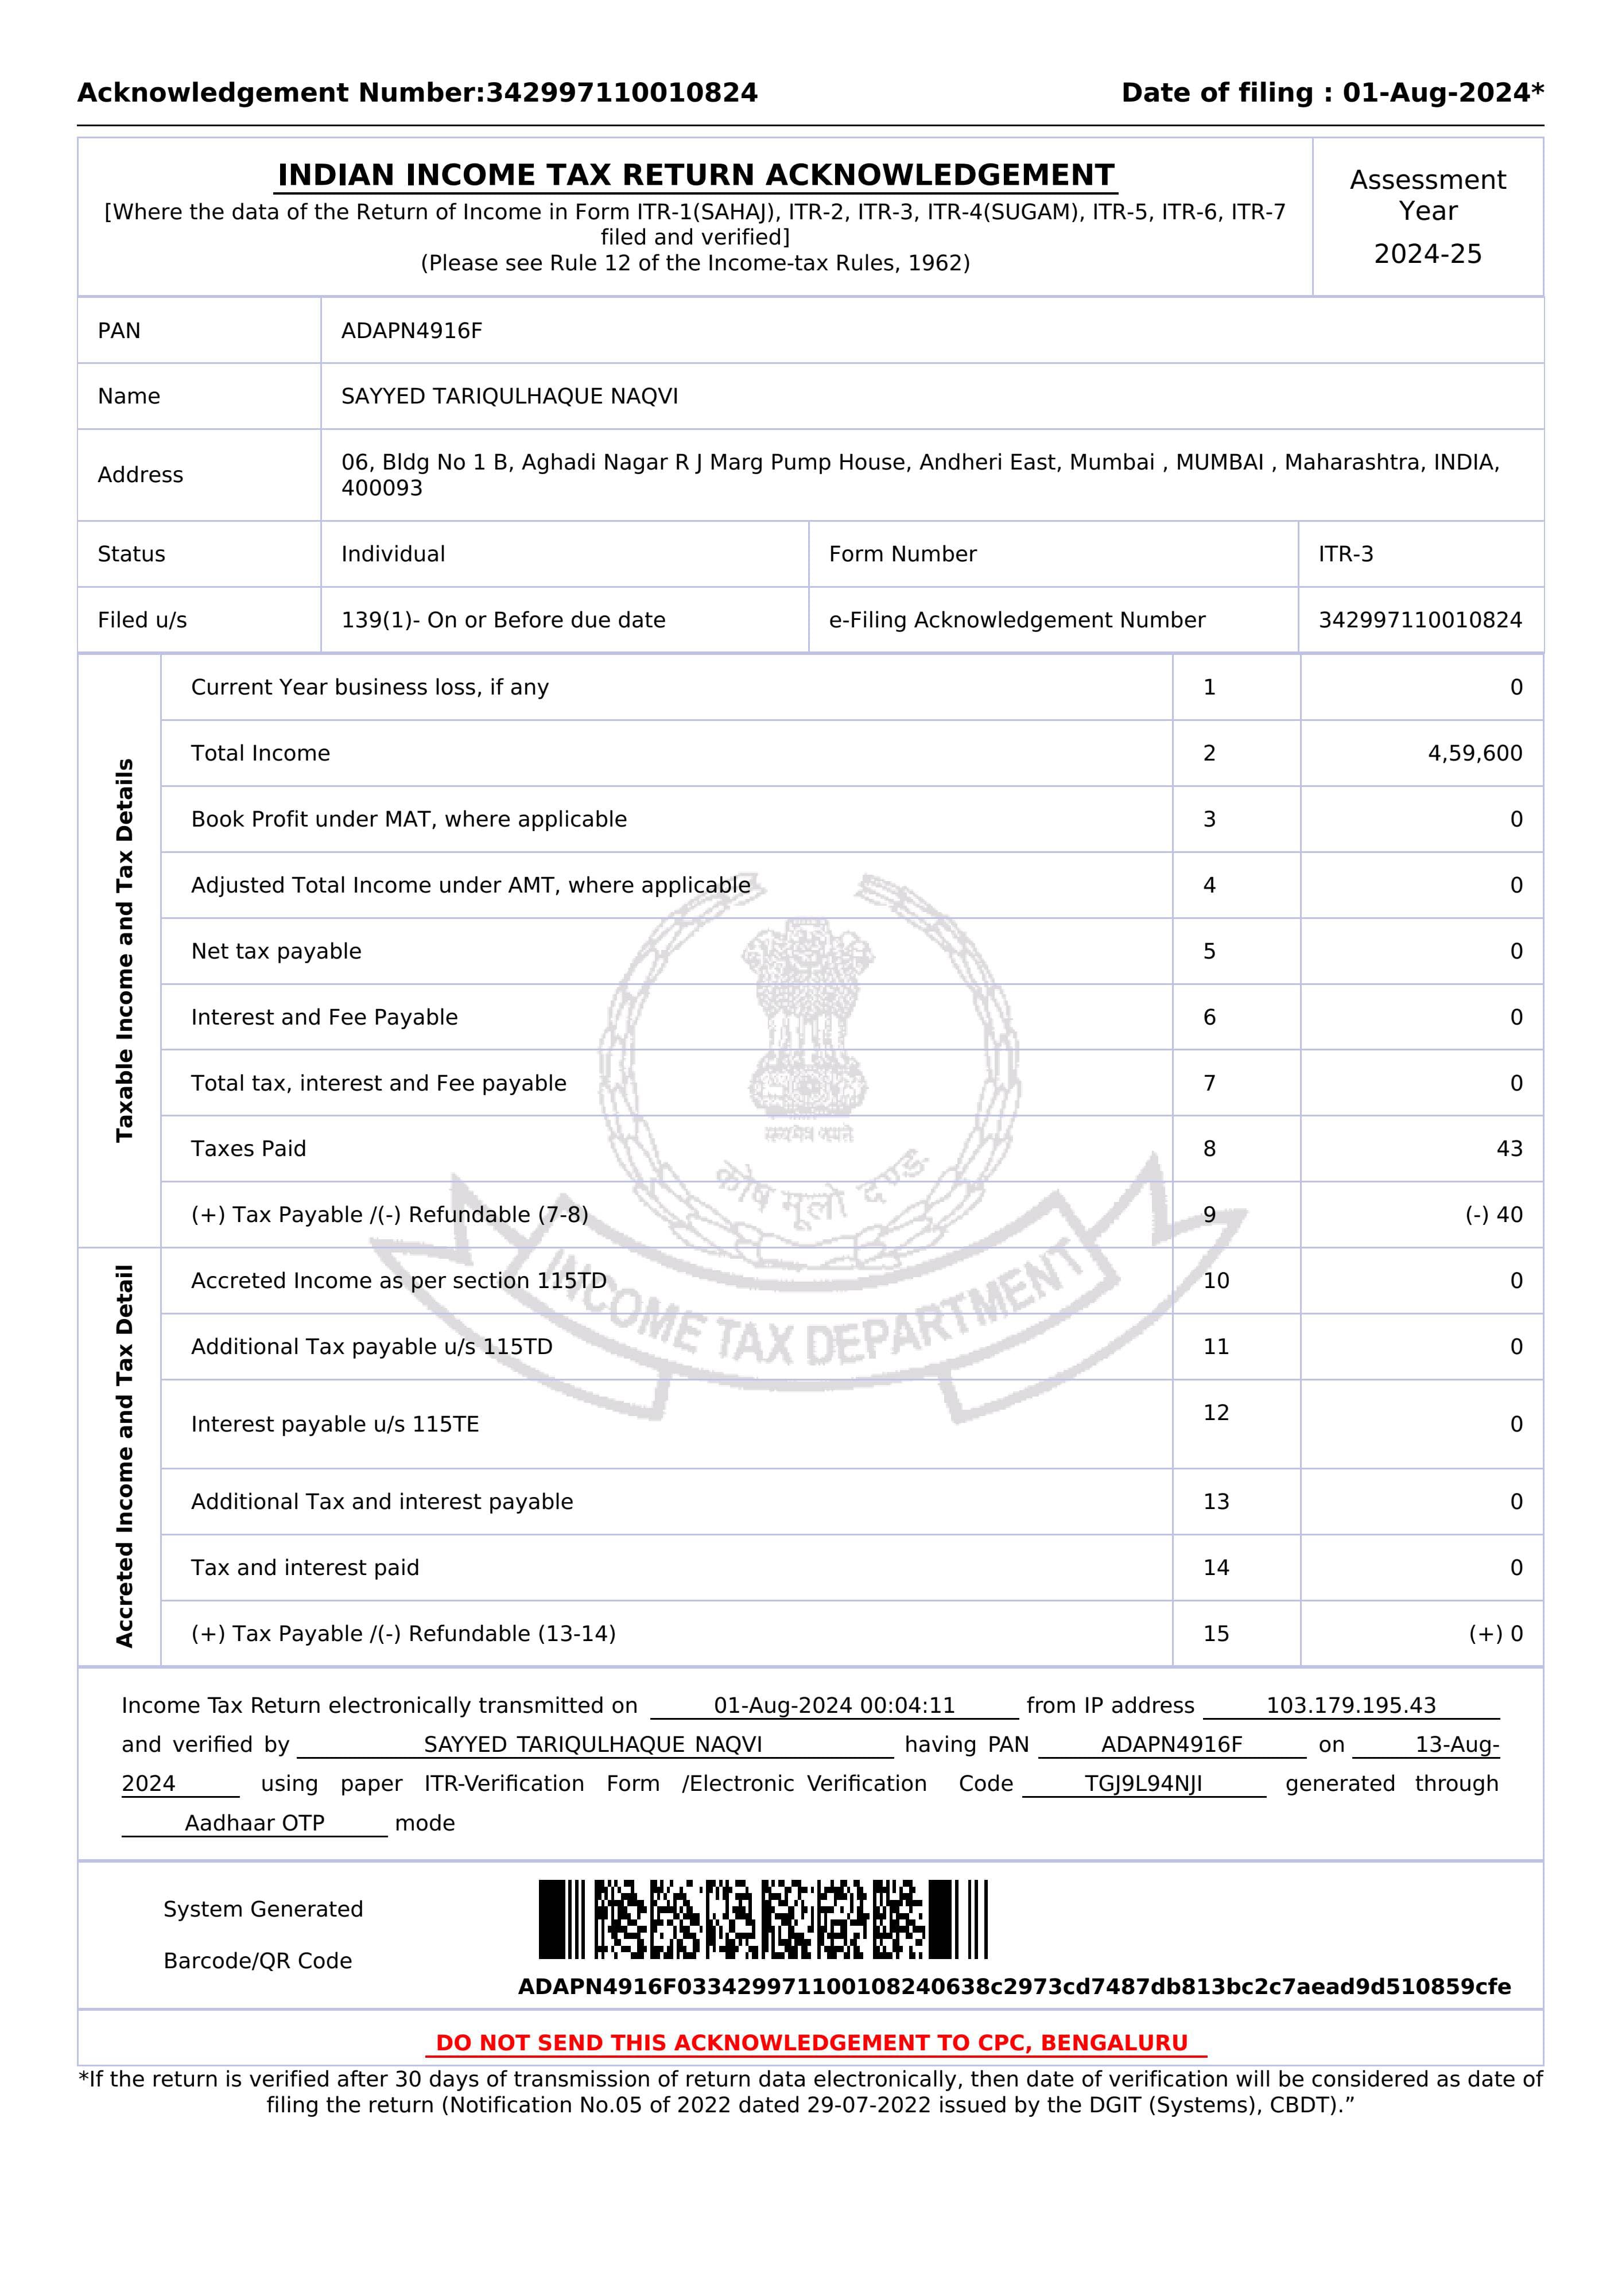 Acknowledgement Number:342997110010824 Date of filing : 01-Aug-2024*
INDIAN INCOME TAX RETURN ACKNOWLEDGEMENT
[Where the data of the Return of Income in Form ITR-1(SAHAJ), ITR-2, ITR-3, ITR-4(SUGAM), ITR-5, ITR-6, ITR-7
filed and verified]
(Please see Rule 12 of the Income-tax Rules, 1962)
Assessment
Year
2024-25
PAN ADAPN4916F
Name SAYYED TARIQULHAQUE NAQVI
Address 06, Bldg No 1 B, Aghadi Nagar R J Marg Pump House, Andheri East, Mumbai , MUMBAI , Maharashtra, INDIA,
400093
Status Individual Form Number ITR-3
Filed u/s 139(1)- On or Before due date e-Filing Acknowledgement Number 342997110010824
Taxable Income and Tax Details
Current Year business loss, if any 1 0
Total Income 2 4,59,600
Book Profit under MAT, where applicable 3 0
Adjusted Total Income under AMT, where applicable 4 0
Net tax payable 5 0
Interest and Fee Payable 6 0
Total tax, interest and Fee payable 7 0
Taxes Paid 8 43
(+) Tax Payable /(-) Refundable (7-8) 9 (-) 40
Accreted Income and Tax Detail
Accreted Income as per section 115TD 10 0
Additional Tax payable u/s 115TD 11 0
Interest payable u/s 115TE 12 0
Additional Tax and interest payable 13 0
Tax and interest paid 14 0
(+) Tax Payable /(-) Refundable (13-14) 15 (+) 0
सत्यमेव जयते
कोष मूलो दण्ड
INCOME TAX DEPARTMENT
Income Tax Return electronically transmitted on 01-Aug-2024 00:04:11 from IP address 103.179.195.43
and verified by SAYYED TARIQULHAQUE NAQVI having PAN ADAPN4916F on 13-Aug-
2024 using paper ITR-Verification Form /Electronic Verification Code TGJ9L94NJI generated through
Aadhaar OTP mode
System Generated
Barcode/QR Code
ADAPN4916F033429971100108240638c2973cd7487db813bc2c7aead9d510859cfe
DO NOT SEND THIS ACKNOWLEDGEMENT TO CPC, BENGALURU
*If the return is verified after 30 days of transmission of return data electronically, then date of verification will be considered as date of
filing the return (Notification No.05 of 2022 dated 29-07-2022 issued by the DGIT (Systems), CBDT).”